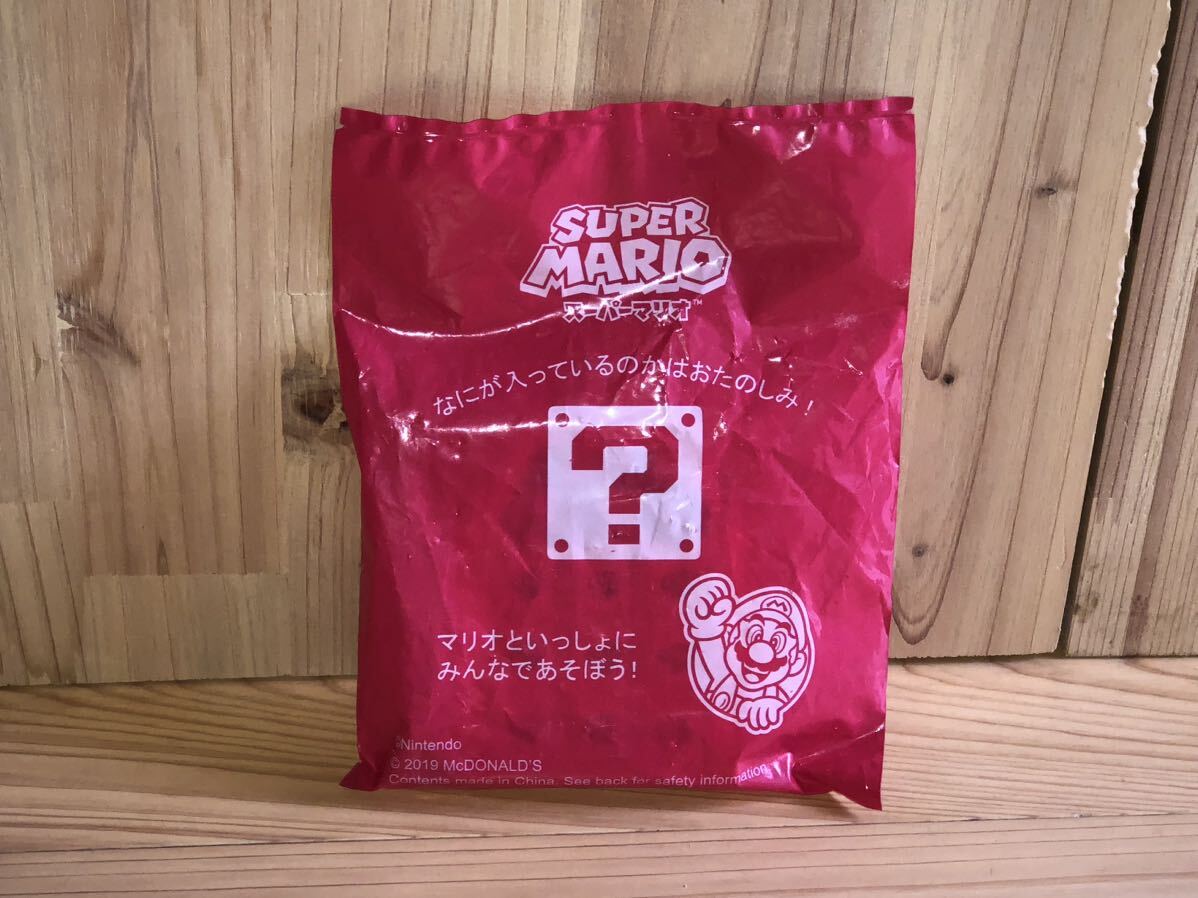 SUPER
MARIO
スーパーマリオ™
なにが入っているのかはおたのしみ!
?
マリオといっしょに
みんなであそぼう!
©Nintendo
© 2019 McDONALD'S
Contents made in China. See back for safety information.